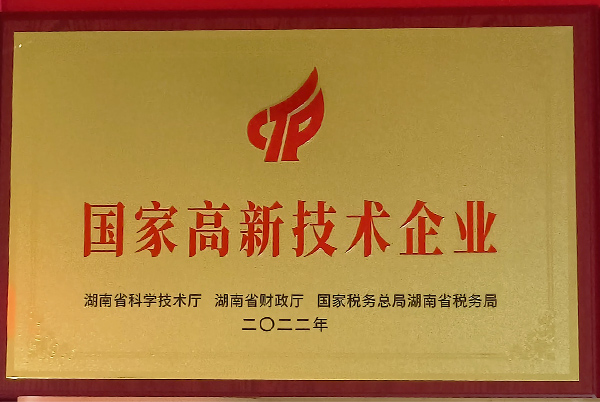 CTP
国家高新技术企业
湖南省科学技术厅 湖南省财政厅 国家税务总局湖南省税务局
二〇二二年